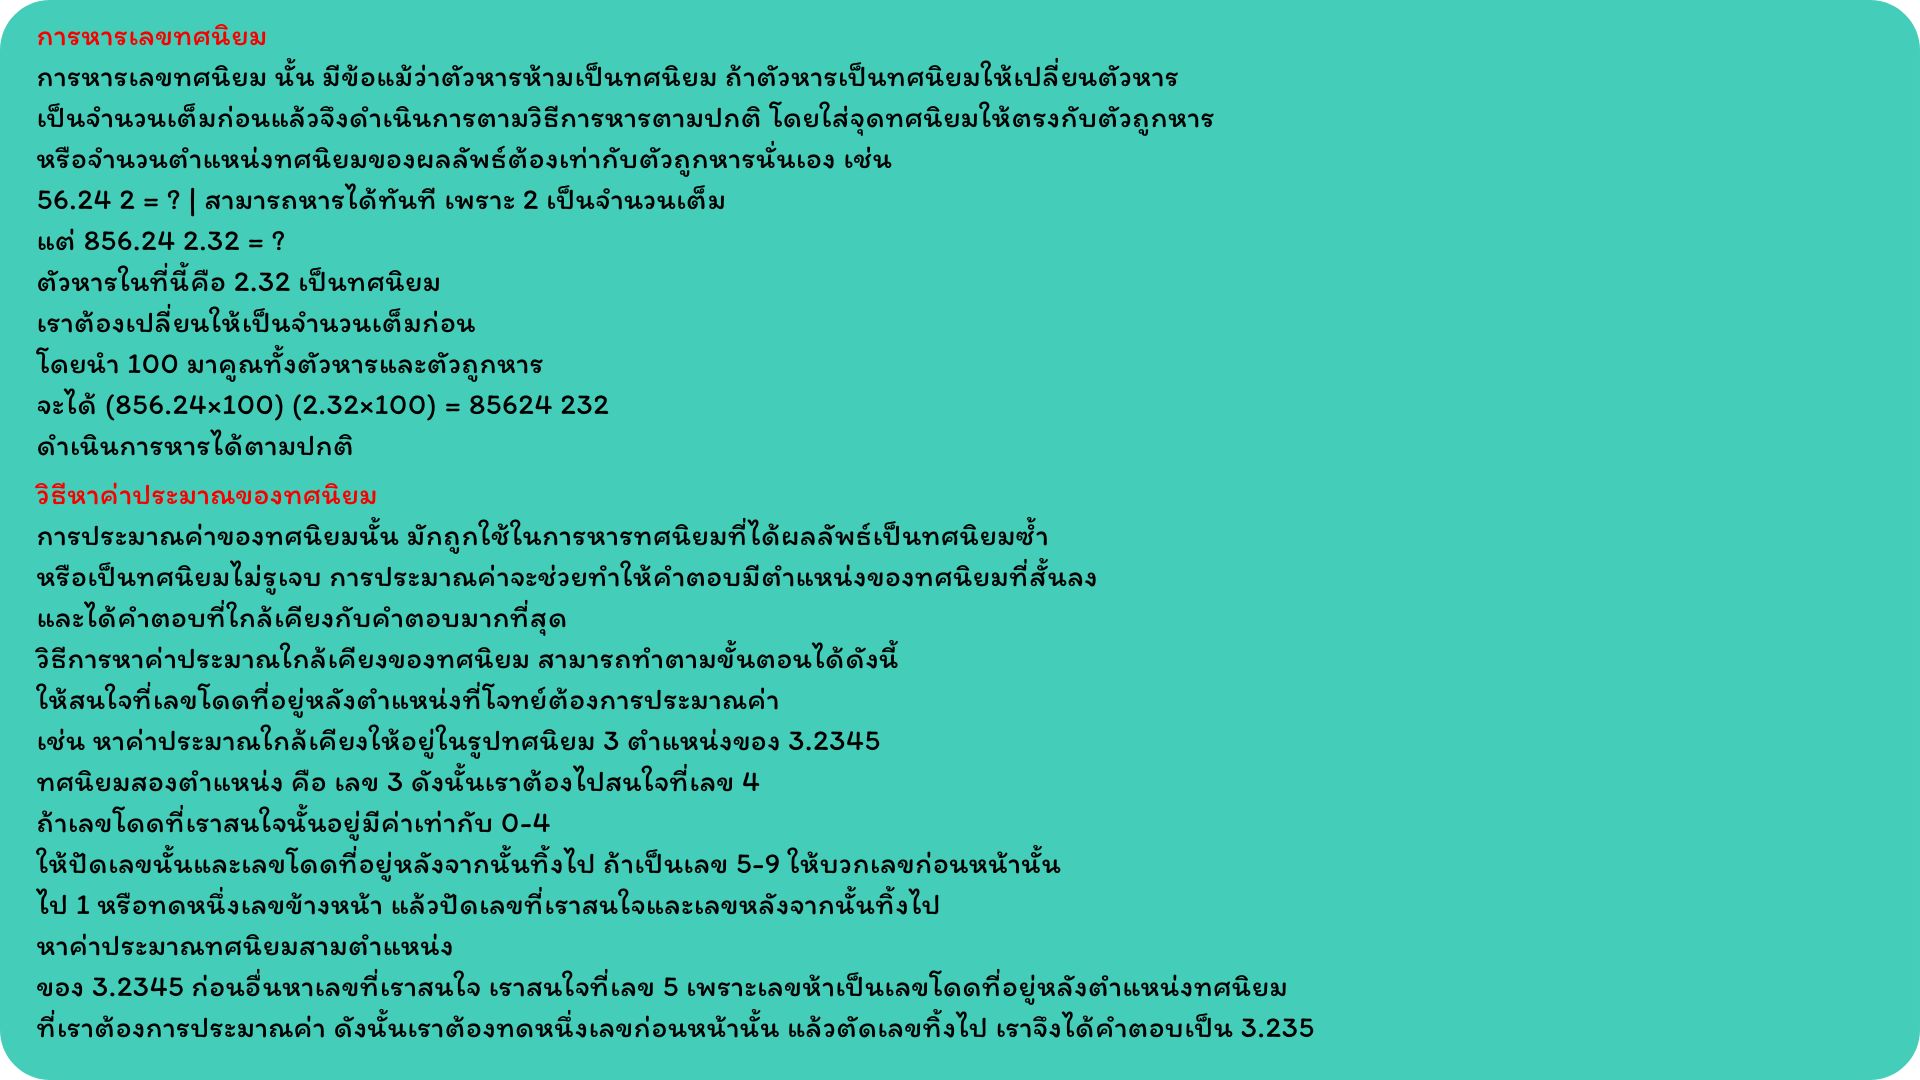 การหารเลขทศนิยม
การหารเลขทศนิยม นั้น มีข้อแม้ว่าตัวหารห้ามเป็นทศนิยม ถ้าตัวหารเป็นทศนิยมให้เปลี่ยนตัวหาร
เป็นจำนวนเต็มก่อนแล้วจึงดำเนินการตามวิธีการหารตามปกติ โดยใส่จุดทศนิยมให้ตรงกับตัวถูกหาร
หรือจำนวนตำแหน่งทศนิยมของผลลัพธ์ต้องเท่ากับตัวถูกหารนั่นเอง เช่น
56.24 2 = ? | สามารถหารได้ทันที เพราะ 2 เป็นจำนวนเต็ม
แต่ 856.24 2.32 = ?
ตัวหารในที่นี้คือ 2.32 เป็นทศนิยม
เราต้องเปลี่ยนให้เป็นจำนวนเต็มก่อน
โดยนำ 100 มาคูณทั้งตัวหารและตัวถูกหาร
จะได้ (856.24×100) (2.32×100) = 85624 232
ดำเนินการหารได้ตามปกติ
วิธีหาค่าประมาณของทศนิยม
การประมาณค่าของทศนิยมนั้น มักถูกใช้ในการหารทศนิยมที่ได้ผลลัพธ์เป็นทศนิยมซ้ำ
หรือเป็นทศนิยมไม่รู้เจบ การประมาณค่าจะช่วยทำให้คำตอบมีตำแหน่งของทศนิยมที่สั้นลง
และได้คำตอบที่ใกล้เคียงกับคำตอบมากที่สุด
วิธีการหาค่าประมาณใกล้เคียงของทศนิยม สามารถทำตามขั้นตอนได้ดังนี้
ให้สนใจที่เลขโดดที่อยู่หลังตำแหน่งที่โจทย์ต้องการประมาณค่า
เช่น หาค่าประมาณใกล้เคียงให้อยู่ในรูปทศนิยม 3 ตำแหน่งของ 3.2345
ทศนิยมสองตำแหน่ง คือ เลข 3 ดังนั้นเราต้องไปสนใจที่เลข 4
ถ้าเลขโดดที่เราสนใจนั้นอยู่มีค่าเท่ากับ 0-4
ให้ปัดเลขนั้นและเลขโดดที่อยู่หลังจากนั้นทิ้งไป ถ้าเป็นเลข 5-9 ให้บวกเลขก่อนหน้านั้น
ไป 1 หรือทดหนึ่งเลขข้างหน้า แล้วปัดเลขที่เราสนใจและเลขหลังจากนั้นทิ้งไป
หาค่าประมาณทศนิยมสามตำแหน่ง
ของ 3.2345 ก่อนอื่นหาเลขที่เราสนใจ เราสนใจที่เลข 5 เพราะเลขห้าเป็นเลขโดดที่อยู่หลังตำแหน่งทศนิยม
ที่เราต้องการประมาณค่า ดังนั้นเราต้องทดหนึ่งเลขก่อนหน้านั้น แล้วตัดเลขทิ้งไป เราจึงได้คำตอบเป็น 3.235